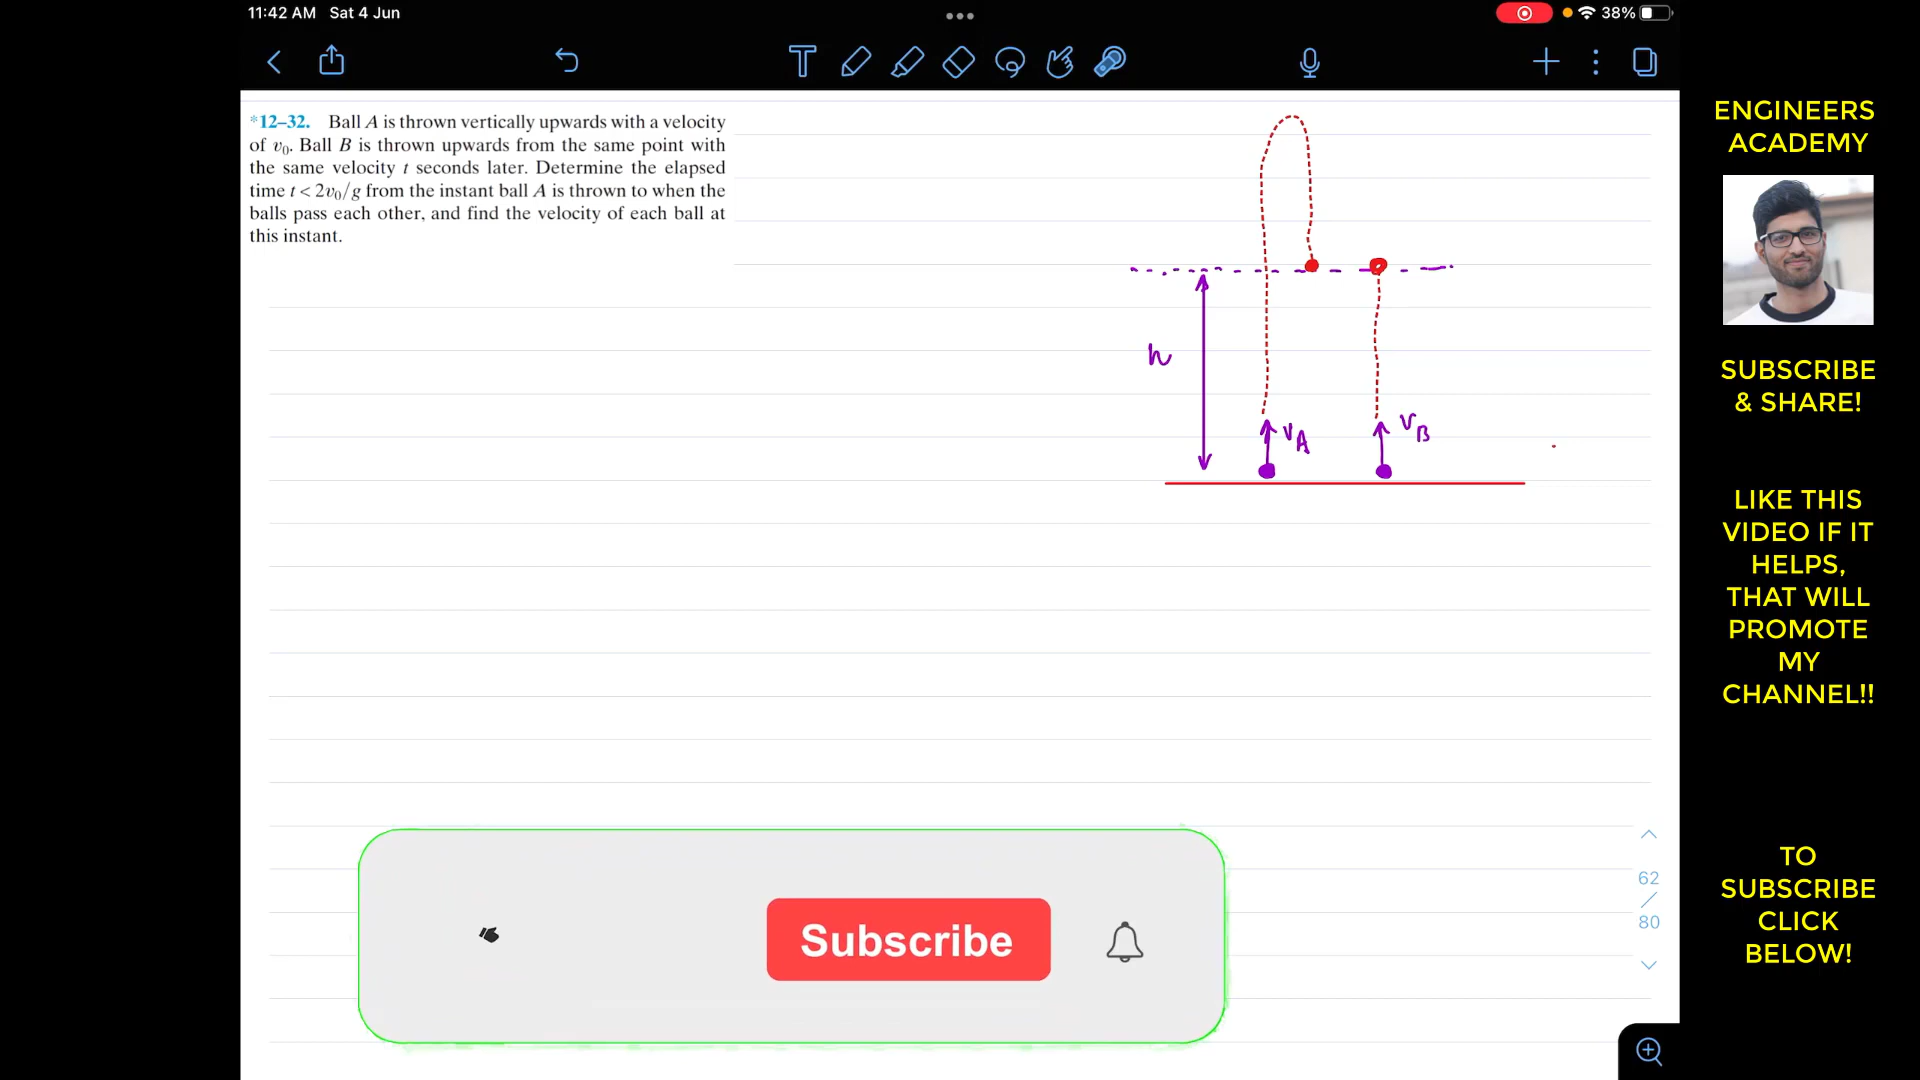 11:42 AM Sat 4 Jun
38%
*12–32. Ball A is thrown vertically upwards with a velocity
of v0. Ball B is thrown upwards from the same point with
the same velocity t seconds later. Determine the elapsed
time t < 2v0/g from the instant ball A is thrown to when the
balls pass each other, and find the velocity of each ball at
this instant.
h
vA
vB
62
/
80
Subscribe
ENGINEERS
ACADEMY
SUBSCRIBE
& SHARE!
LIKE THIS
VIDEO IF IT
HELPS,
THAT WILL
PROMOTE
MY
CHANNEL!!
TO
SUBSCRIBE
CLICK
BELOW!